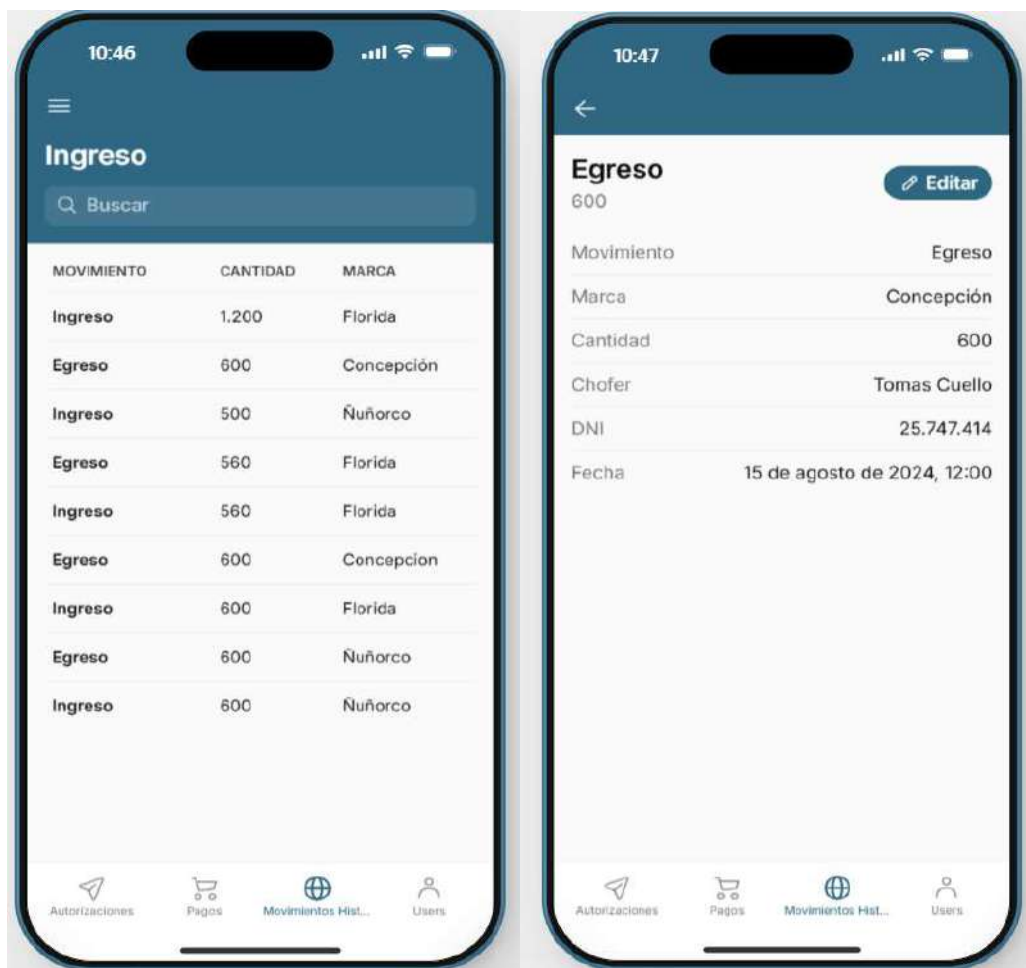 10:46
Ingreso
Buscar
MOVIMIENTO CANTIDAD MARCA
Ingreso 1.200 Florida
Egreso 600 Concepción
Ingreso 500 Ñuñorco
Egreso 560 Florida
Ingreso 560 Florida
Egreso 600 Concepcion
Ingreso 600 Florida
Egreso 600 Ñuñorco
Ingreso 600 Ñuñorco
Autorizaciones Pagos Movimientos Hist... Users
10:47
Egreso
600
Editar
Movimiento Egreso
Marca Concepción
Cantidad 600
Chofer Tomas Cuello
DNI 25.747.414
Fecha 15 de agosto de 2024, 12:00
Autorizaciones Pagos Movimientos Hist... Users